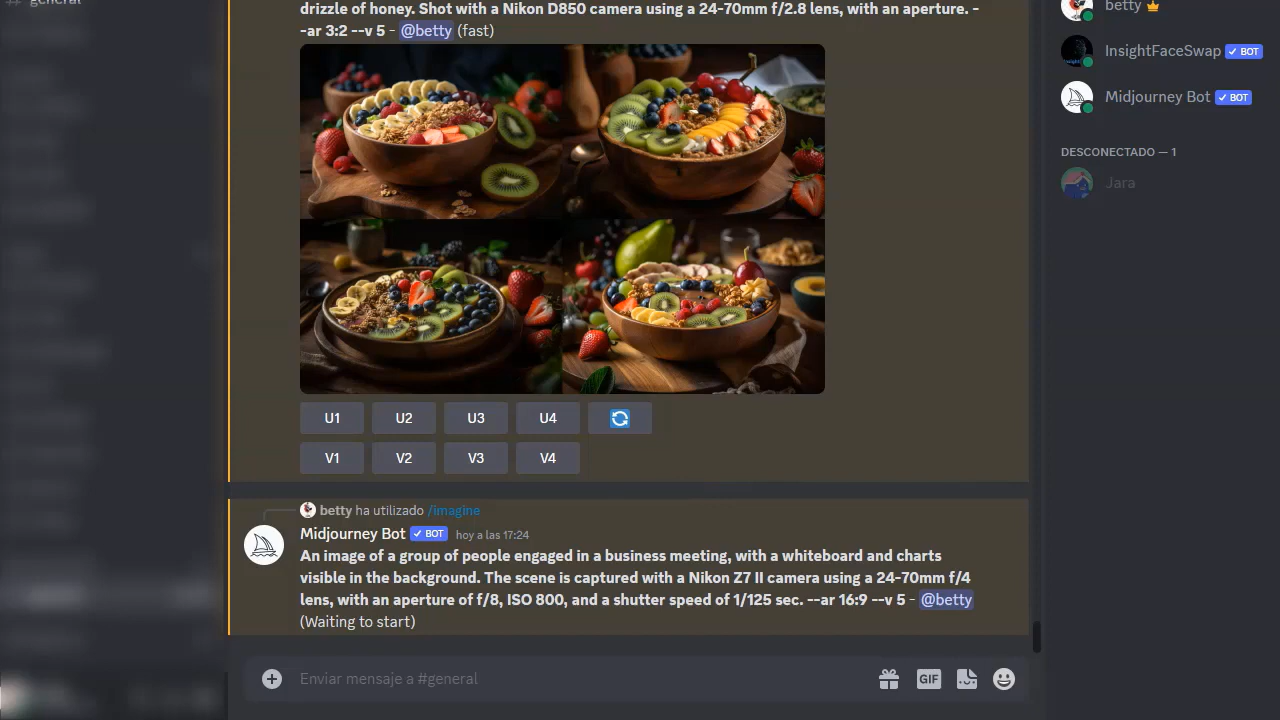 general
drizzle of honey. Shot with a Nikon D850 camera using a 24-70mm f/2.8 lens, with an aperture. -
-ar 3:2 --v 5 - @betty (fast)
U1 U2 U3 U4
V1 V2 V3 V4
betty ha utilizado /imagine
Midjourney Bot ✓ BOT hoy a las 17:24
An image of a group of people engaged in a business meeting, with a whiteboard and charts
visible in the background. The scene is captured with a Nikon Z7 II camera using a 24-70mm f/4
lens, with an aperture of f/8, ISO 800, and a shutter speed of 1/125 sec. --ar 16:9 --v 5 - @betty
(Waiting to start)
Enviar mensaje a #general
GIF
betty
InsightFaceSwap ✓ BOT
Midjourney Bot ✓ BOT
DESCONECTADO — 1
Jara